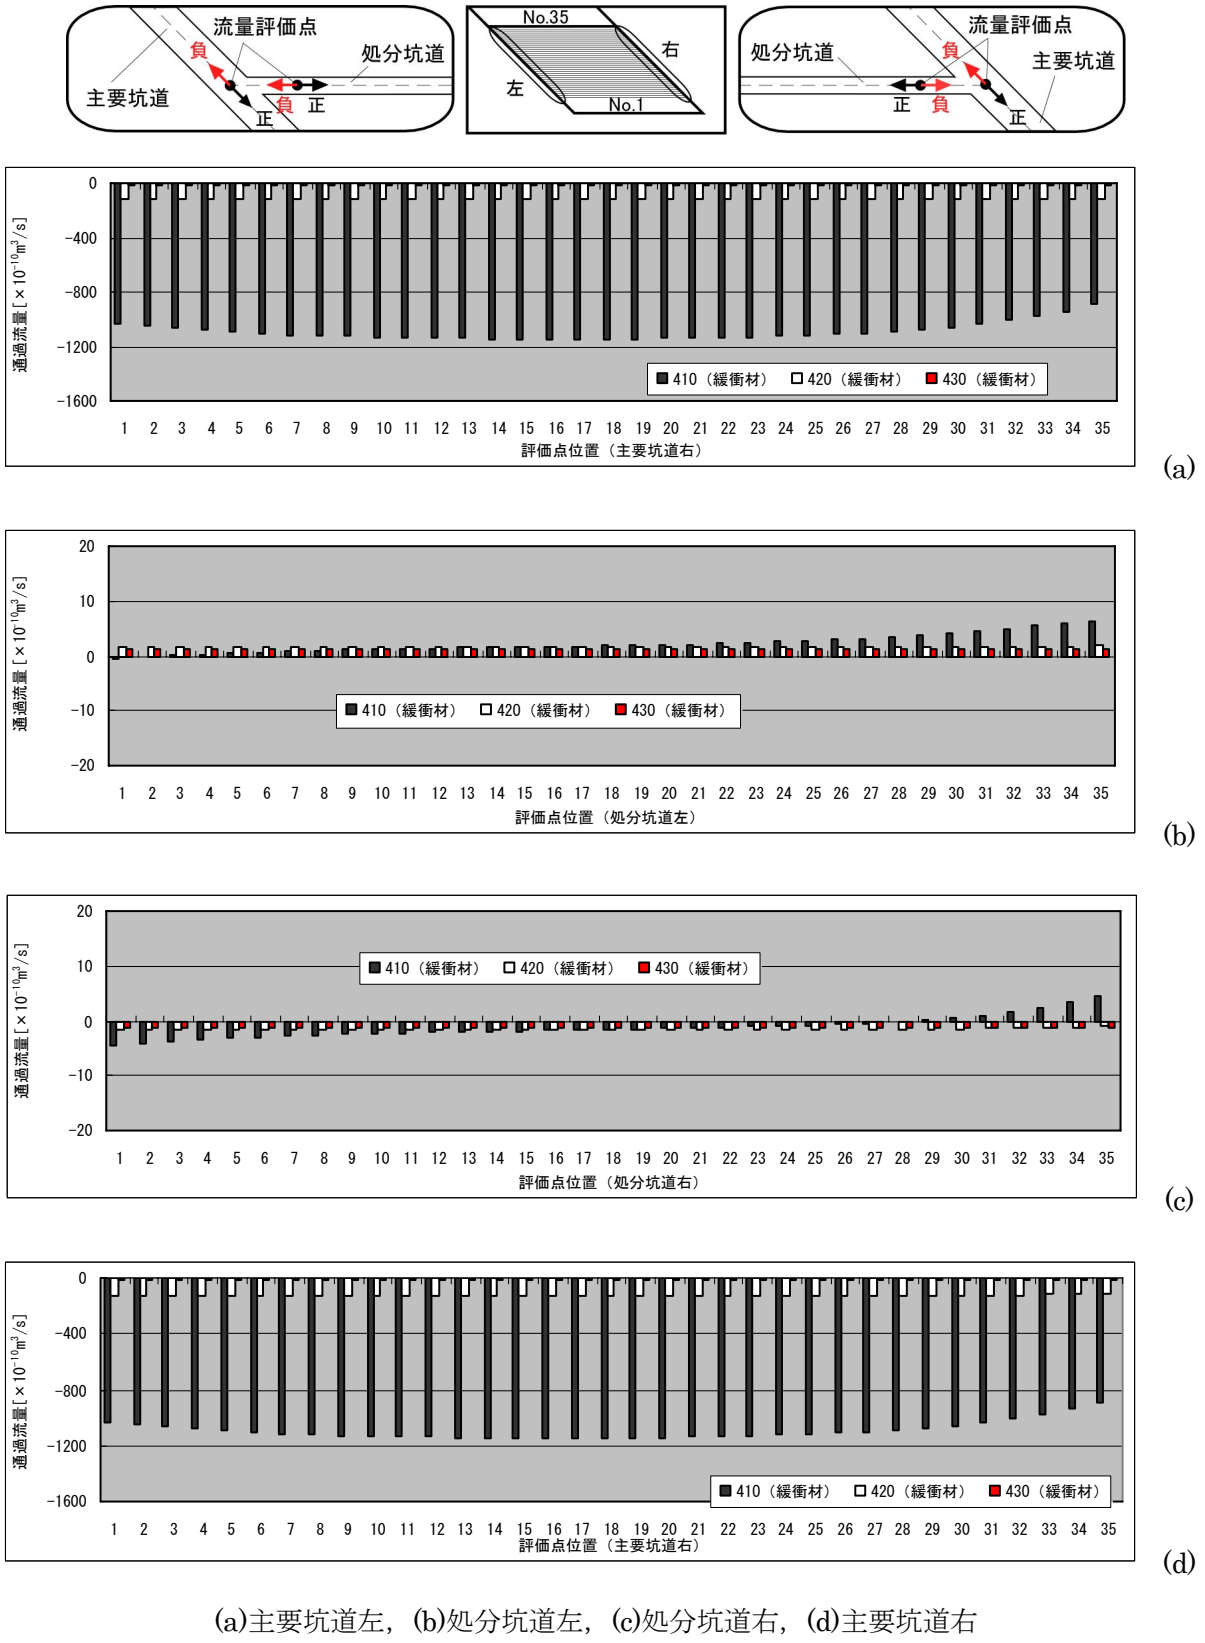 流量評価点
負
処分坑道
主要坑道
負
正
正
No.35
右
左
No.1
流量評価点
処分坑道
負
主要坑道
正
負
正
通過流量[×10⁻¹⁰m³/s]
0
−400
−800
−1200
−1600
410（緩衝材） 420（緩衝材） 430（緩衝材）
1 2 3 4 5 6 7 8 9 10 11 12 13 14 15 16 17 18 19 20 21 22 23 24 25 26 27 28 29 30 31 32 33 34 35
評価点位置（主要坑道右）
(a)
通過流量[×10⁻¹⁰m³/s]
20
10
0
−10
−20
410（緩衝材） 420（緩衝材） 430（緩衝材）
1 2 3 4 5 6 7 8 9 10 11 12 13 14 15 16 17 18 19 20 21 22 23 24 25 26 27 28 29 30 31 32 33 34 35
評価点位置（処分坑道左）
(b)
通過流量[×10⁻¹⁰m³/s]
20
10
0
−10
−20
410（緩衝材） 420（緩衝材） 430（緩衝材）
1 2 3 4 5 6 7 8 9 10 11 12 13 14 15 16 17 18 19 20 21 22 23 24 25 26 27 28 29 30 31 32 33 34 35
評価点位置（処分坑道右）
(c)
通過流量[×10⁻¹⁰m³/s]
0
−400
−800
−1200
−1600
410（緩衝材） 420（緩衝材） 430（緩衝材）
1 2 3 4 5 6 7 8 9 10 11 12 13 14 15 16 17 18 19 20 21 22 23 24 25 26 27 28 29 30 31 32 33 34 35
評価点位置（主要坑道右）
(d)
(a)主要坑道左，(b)処分坑道左，(c)処分坑道右，(d)主要坑道右